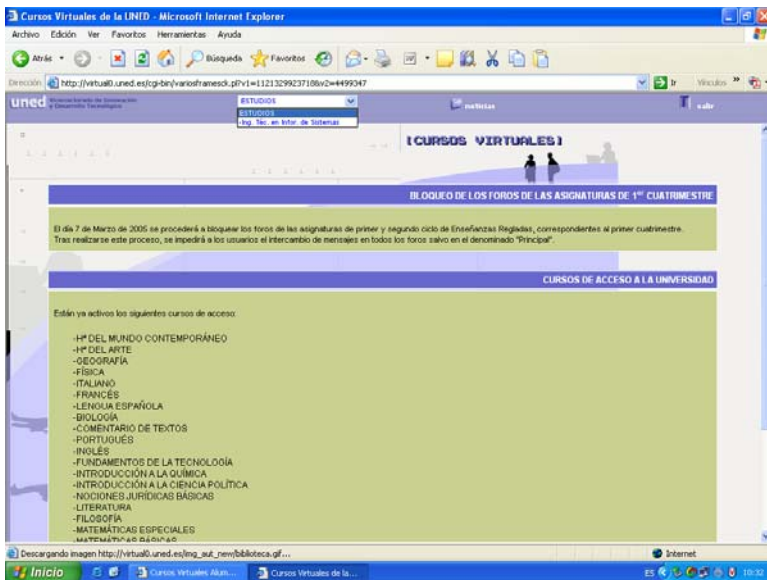 Cursos Virtuales de la UNED - Microsoft Internet Explorer
Archivo Edición Ver Favoritos Herramientas Ayuda
Atrás Búsqueda Favoritos
Dirección http://virtual0.uned.es/cgi-bin/variosframesck.pl? Ir Vínculos »
uned Vicerrectorado de Innovación y Desarrollo Tecnológico ESTUDIOS noticias salir
ESTUDIOS
-Ing. Téc. en Infor. de Sistemas
[CURSOS VIRTUALES]
BLOQUEO DE LOS FOROS DE LAS ASIGNATURAS DE 1er CUATRIMESTRE
El día 7 de Marzo de 2005 se procederá a bloquear los foros de las asignaturas de primer y segundo ciclo de Enseñanzas Regladas, correspondientes al primer cuatrimestre.
Tras realizarse este proceso, se impedirá a los usuarios el intercambio de mensajes en todos los foros salvo en el denominado "Principal".
CURSOS DE ACCESO A LA UNIVERSIDAD
Están ya activos los siguientes cursos de acceso:
-Hª DEL MUNDO CONTEMPORÁNEO
-Hª DEL ARTE
-GEOGRAFÍA
-FÍSICA
-ITALIANO
-FRANCÉS
-LENGUA ESPAÑOLA
-BIOLOGÍA
-COMENTARIO DE TEXTOS
-PORTUGUÉS
-INGLÉS
-FUNDAMENTOS DE LA TECNOLOGÍA
-INTRODUCCIÓN A LA QUÍMICA
-INTRODUCCIÓN A LA CIENCIA POLÍTICA
-NOCIONES JURÍDICAS BÁSICAS
-LITERATURA
-FILOSOFÍA
-MATEMÁTICAS ESPECIALES
-MATEMÁTICAS BÁSICAS
Descargando imagen http://virtual0.uned.es/img_aut_new/biblioteca.gif... Internet
Inicio Cursos Virtuales Alum... Cursos Virtuales de la... ES 10:32